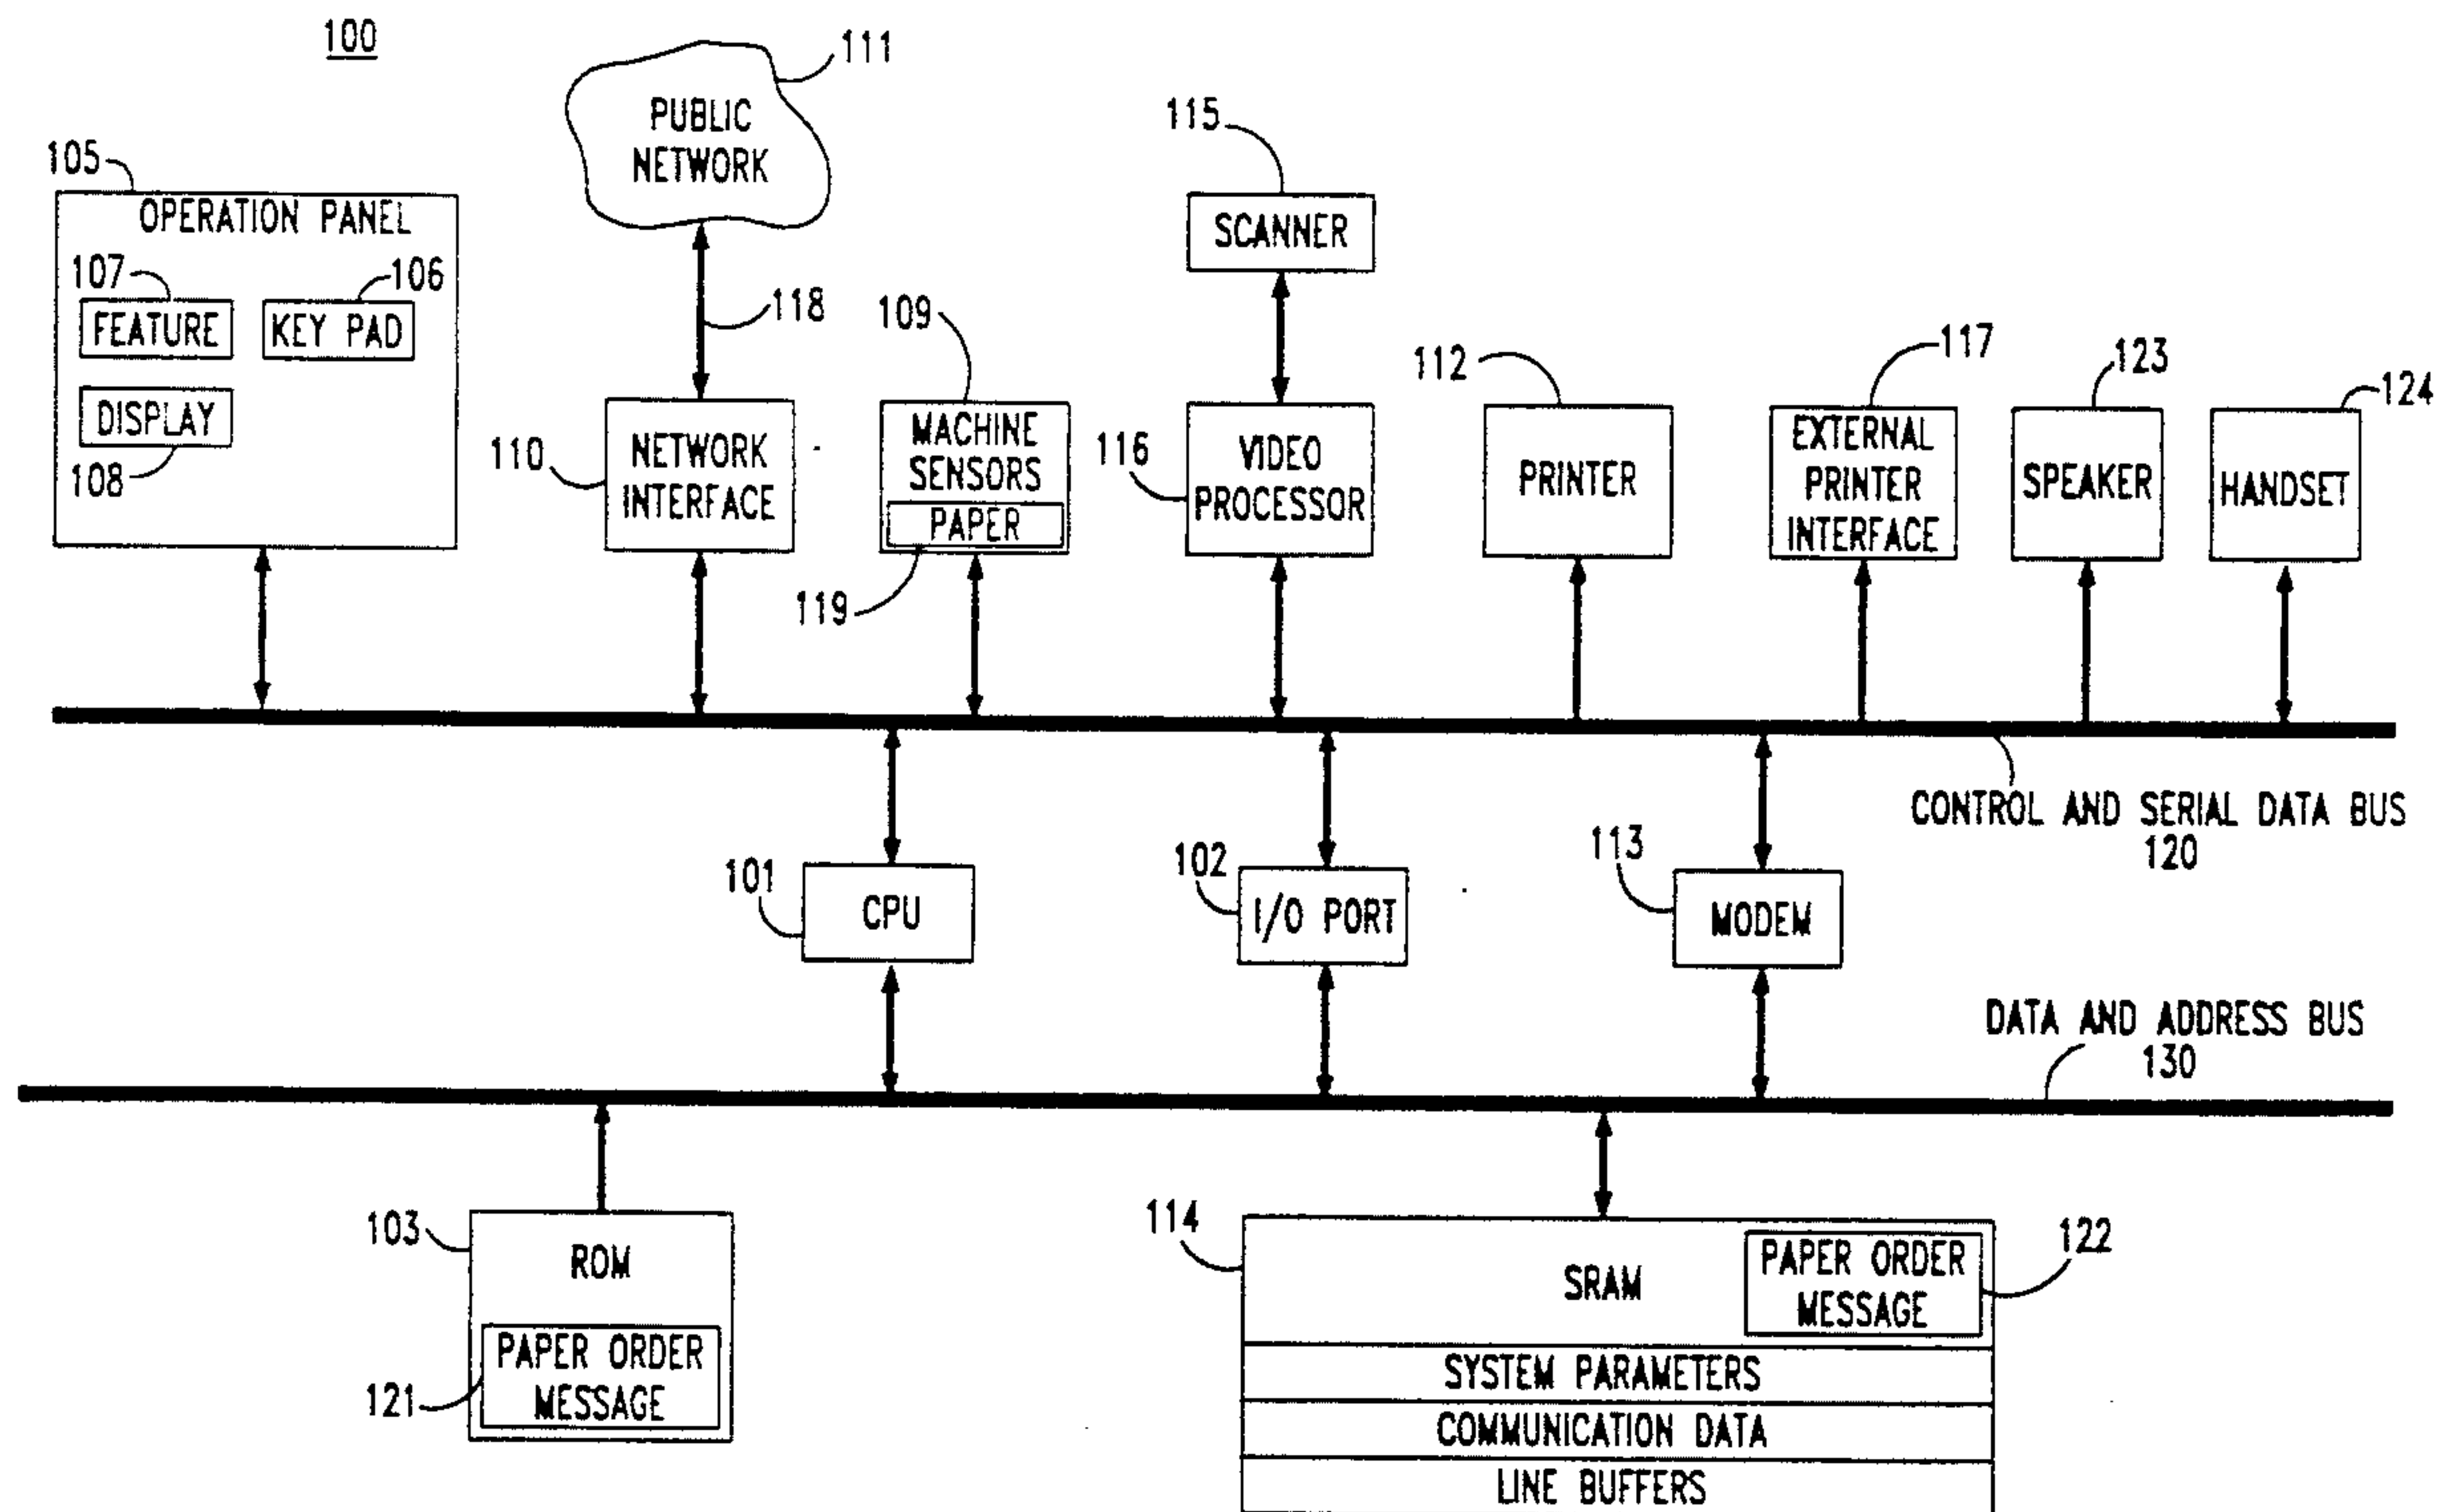 100
111
PUBLIC
NETWORK
115
SCANNER
105
OPERATION PANEL
107
106
FEATURE
KEY PAD
DISPLAY
108
118
109
110
NETWORK
INTERFACE
MACHINE
SENSORS
PAPER
119
116
VIDEO
PROCESSOR
112
PRINTER
117
EXTERNAL
PRINTER
INTERFACE
123
SPEAKER
124
HANDSET
CONTROL AND SERIAL DATA BUS
120
101
CPU
102
I/O PORT
113
MODEM
DATA AND ADDRESS BUS
130
103
ROM
121
PAPER ORDER
MESSAGE
114
SRAM
PAPER ORDER
MESSAGE
122
SYSTEM PARAMETERS
COMMUNICATION DATA
LINE BUFFERS